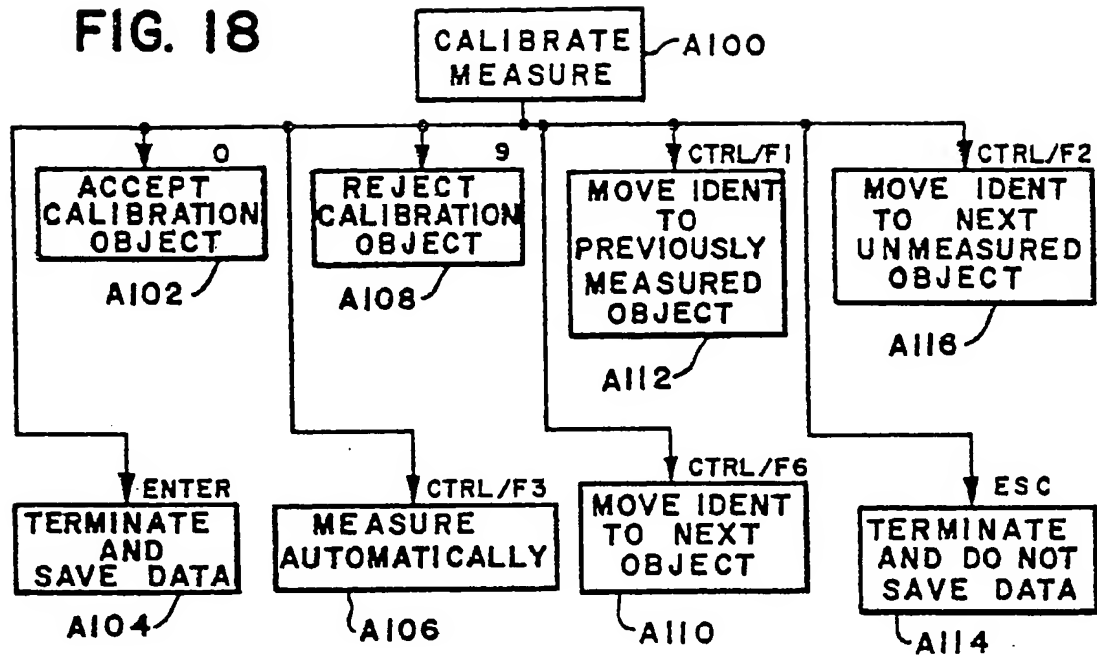 FIG. 18
CALIBRATE
MEASURE
A100
0
ACCEPT
CALIBRATION
OBJECT
A102
9
REJECT
CALIBRATION
OBJECT
A108
CTRL/F1
MOVE IDENT
TO
PREVIOUSLY
MEASURED
OBJECT
A112
CTRL/F2
MOVE IDENT
TO NEXT
UNMEASURED
OBJECT
A116
ENTER
TERMINATE
AND
SAVE DATA
A104
CTRL/F3
MEASURE
AUTOMATICALLY
A106
CTRL/F6
MOVE IDENT
TO NEXT
OBJECT
A110
ESC
TERMINATE
AND DO NOT
SAVE DATA
A114